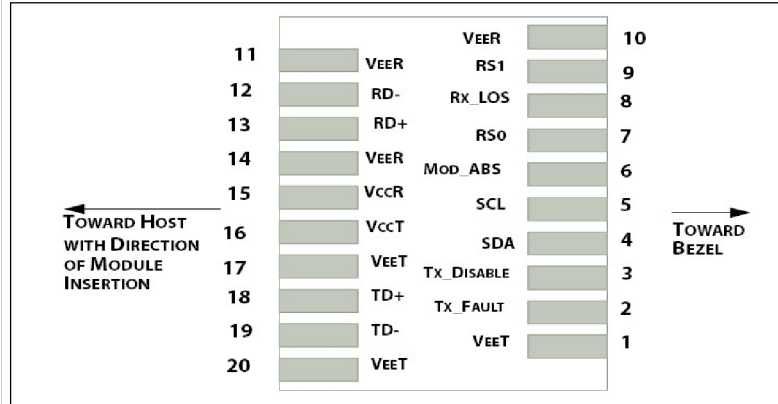 11 VEER
12 RD-
13 RD+
14 VEER
15 VCCR
16 VCCT
17 VEET
18 TD+
19 TD-
20 VEET
VEER 10
RS1 9
RX_LOS 8
RS0 7
MOD_ABS 6
SCL 5
SDA 4
TX_DISABLE 3
TX_FAULT 2
VEET 1
TOWARD HOST
WITH DIRECTION
OF MODULE
INSERTION
TOWARD
BEZEL